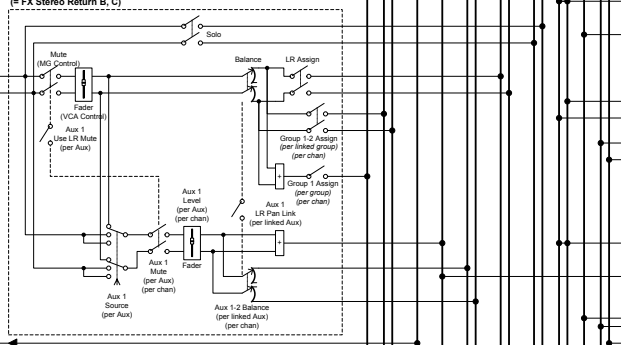 (= FX Stereo Return B, C)
Solo
Mute
(MG Control)
Balance
LR Assign
Fader
(VCA Control)
Aux 1
Use LR Mute
(per Aux)
Group 1-2 Assign
(per linked group)
(per chan)
+
Group 1 Assign
(per group)
(per chan)
Aux 1
Level
(per Aux)
(per chan)
Aux 1
LR Pan Link
(per linked Aux)
+
Fader
Aux 1
Mute
(per Aux)
(per chan)
Aux 1
Source
(per Aux)
Aux 1-2 Balance
(per linked Aux)
(per chan)